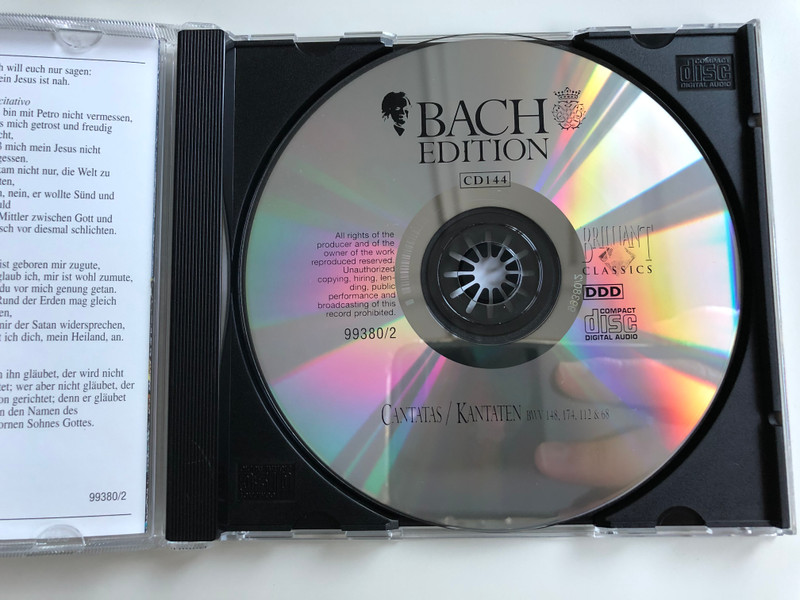 h will euch nur sagen:
ein Jesus ist nah.
citativo
bin mit Petro nicht vermessen,
s mich getrost und freudig
cht,
ß mich mein Jesus nicht
gessen.
kam nicht nur, die Welt zu
ten,
n, nein, er wollte Sünd und
uld
Mittler zwischen Gott und
sch vor diesmal schlichten.
ist geboren mir zugute,
glaub ich, mir ist wohl zumute,
du vor mich genung getan.
Rund der Erden mag gleich
en,
mir der Satan widersprechen,
t ich dich, mein Heiland, an.
n ihn gläubet, der wird nicht
tet; wer aber nicht gläubet, der
on gerichtet; denn er gläubet
n den Namen des
ornen Sohnes Gottes.
99380/2
BACH
EDITION
CD144
All rights of the
producer and of the
owner of the work
reproduced reserved.
Unauthorized
copying, hiring, len-
ding, public
performance and
broadcasting of this
record prohibited.
99380/2
BRILLIANT
CLASSICS
DDD
COMPACT
disc
DIGITAL AUDIO
CANTATAS / KANTATEN BWV 148, 174, 112 & 68
COMPACT
disc
DIGITAL AUDIO